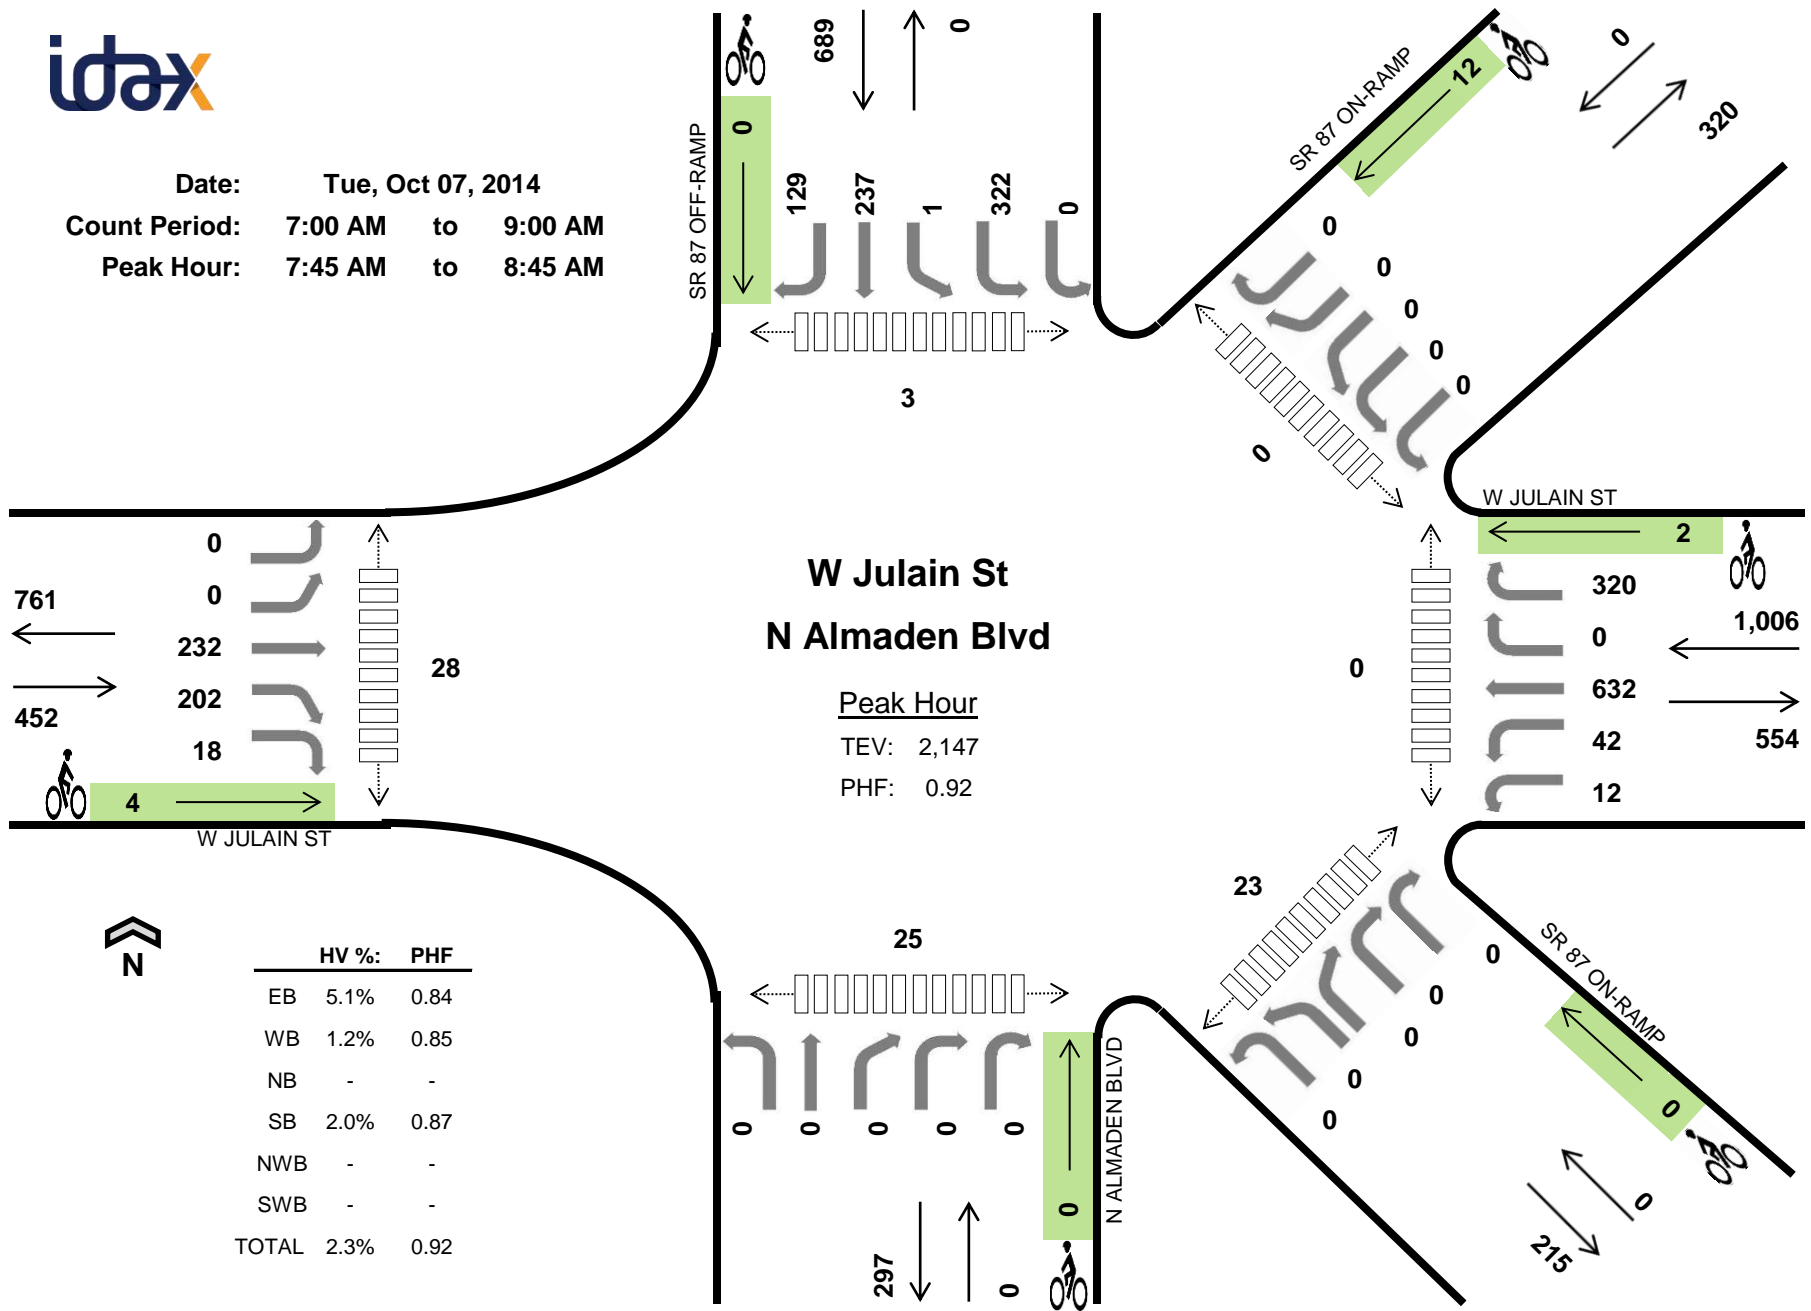 idax
Date: Tue, Oct 07, 2014
Count Period: 7:00 AM to 9:00 AM
Peak Hour: 7:45 AM to 8:45 AM
SR 87 OFF-RAMP
0
689
0
129
237
1
322
0
3
SR 87 ON-RAMP
12
0
320
0
0
0
0
0
0
W JULAIN ST
2
320
0
632
42
12
1,006
554
0
0
0
232
202
18
761
452
28
4
W JULAIN ST
W Julain St
N Almaden Blvd
Peak Hour
TEV: 2,147
PHF: 0.92
N
HV %: PHF
EB 5.1% 0.84
WB 1.2% 0.85
NB - -
SB 2.0% 0.87
NWB - -
SWB - -
TOTAL 2.3% 0.92
25
0
0
0
0
0
0
N ALMADEN BLVD
297
0
23
0
0
0
0
0
SR 87 ON-RAMP
0
0
215